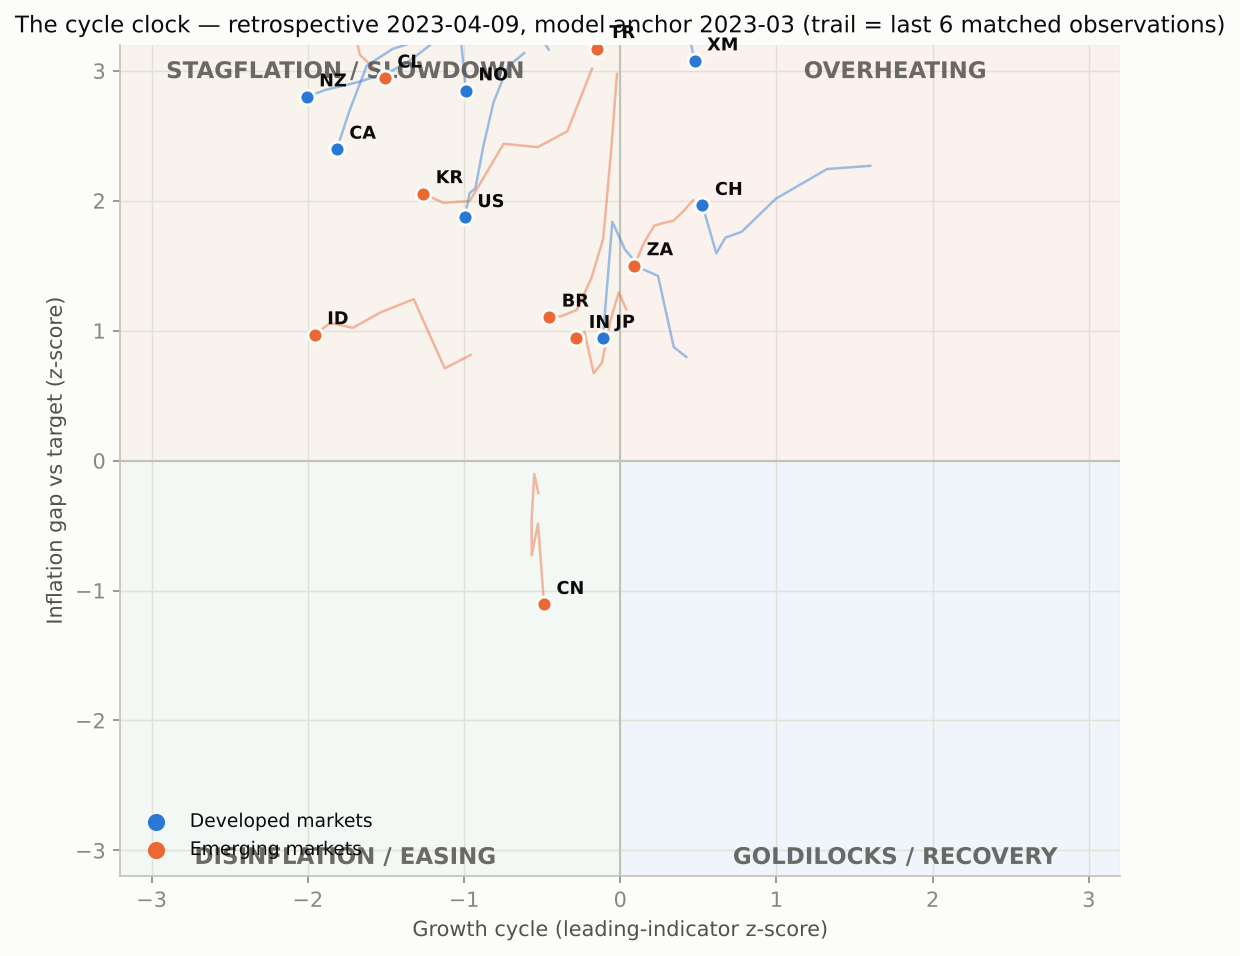 The cycle clock — retrospective 2023-04-09, model anchor 2023-03 (trail = last 6 matched observations)
TR
XM
STAGFLATION / SLOWDOWN
OVERHEATING
CL
NO
NZ
CA
KR
US
CH
ZA
BR
IN
JP
ID
CN
3
2
1
0
−1
−2
−3
Inflation gap vs target (z-score)
Developed markets
Emerging markets
DISINFLATION / EASING
GOLDILOCKS / RECOVERY
−3
−2
−1
0
1
2
3
Growth cycle (leading-indicator z-score)